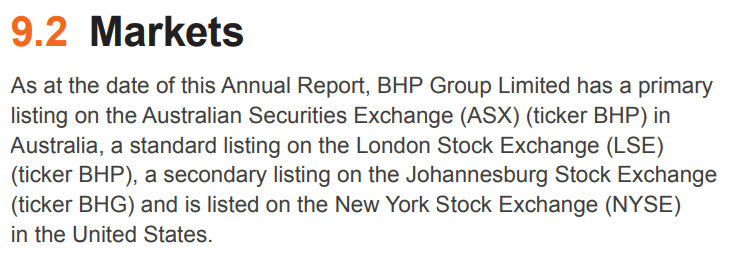 9.2 Markets
As at the date of this Annual Report, BHP Group Limited has a primary
listing on the Australian Securities Exchange (ASX) (ticker BHP) in
Australia, a standard listing on the London Stock Exchange (LSE)
(ticker BHP), a secondary listing on the Johannesburg Stock Exchange
(ticker BHG) and is listed on the New York Stock Exchange (NYSE)
in the United States.